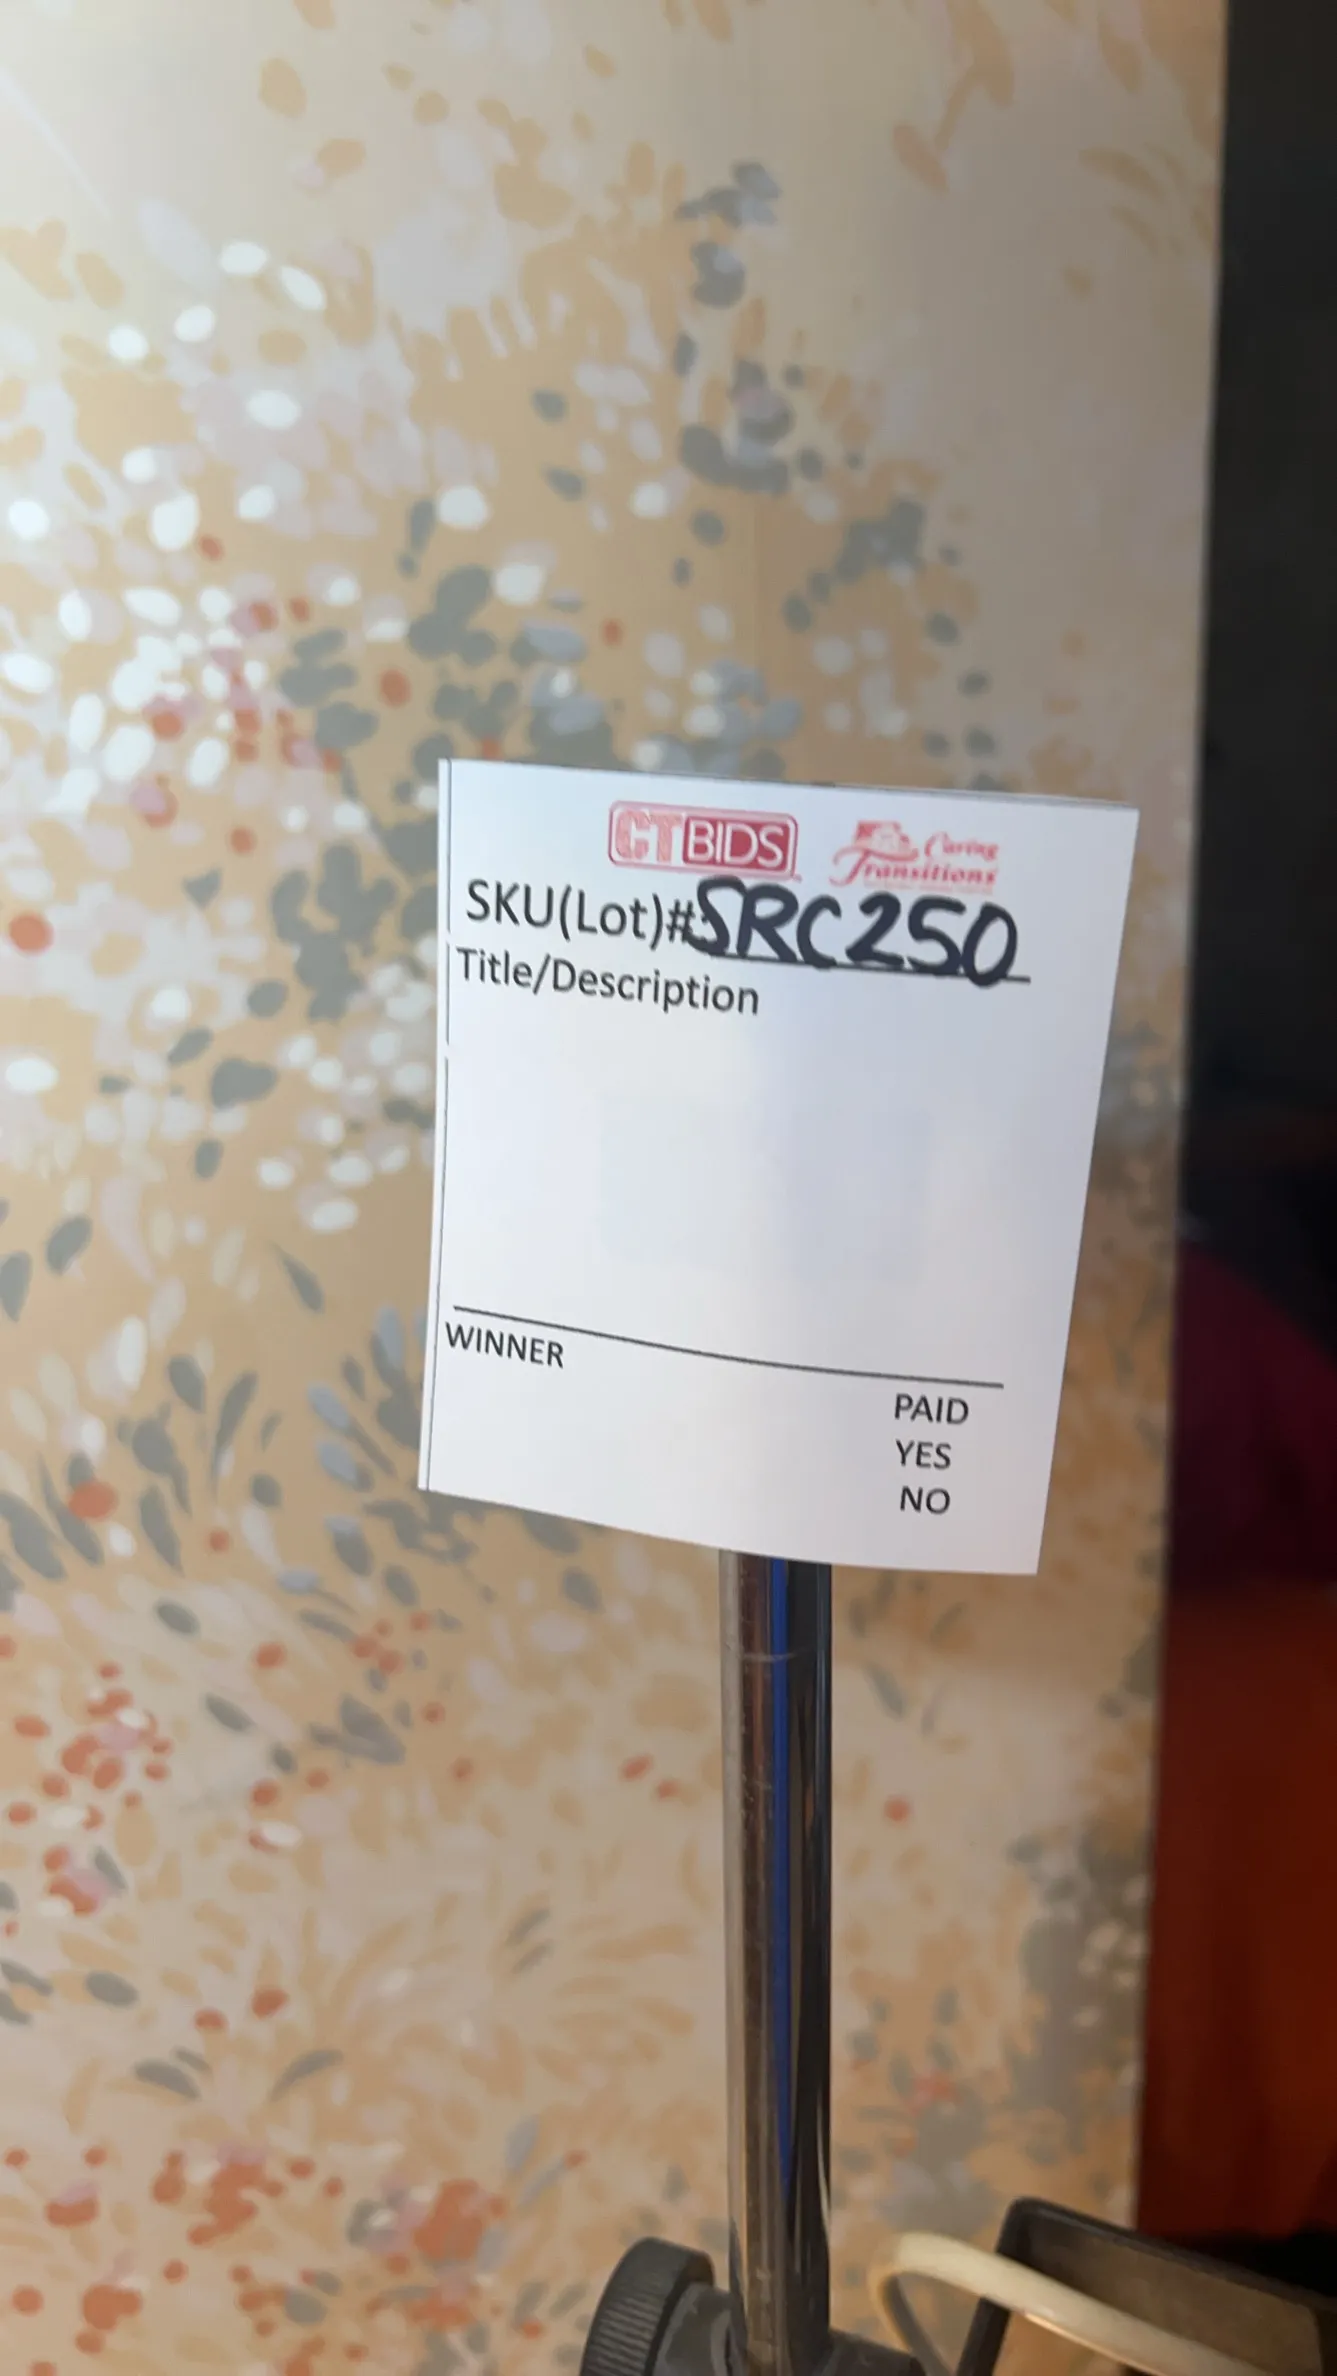 CTBIDS Caring Transitions
SKU(Lot)#SRC250
Title/Description
WINNER
PAID
YES
NO